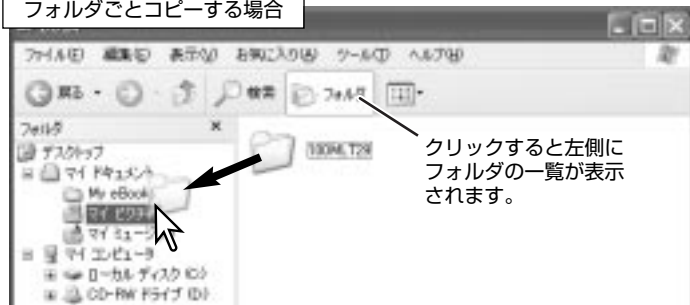 フォルダごとコピーする場合
ファイル(F) 編集(E) 表示(V) お気に入り(A) ツール(T) ヘルプ(H)
戻る 検索 フォルダ
フォルダ ×
デスクトップ
マイ ドキュメント
My eBook
マイ ピクチ
マイ ミュージ
マイ コンピュータ
ローカル ディスク (C:)
CD-RW ドライブ (D:)
クリックすると左側に
フォルダの一覧が表示
されます。